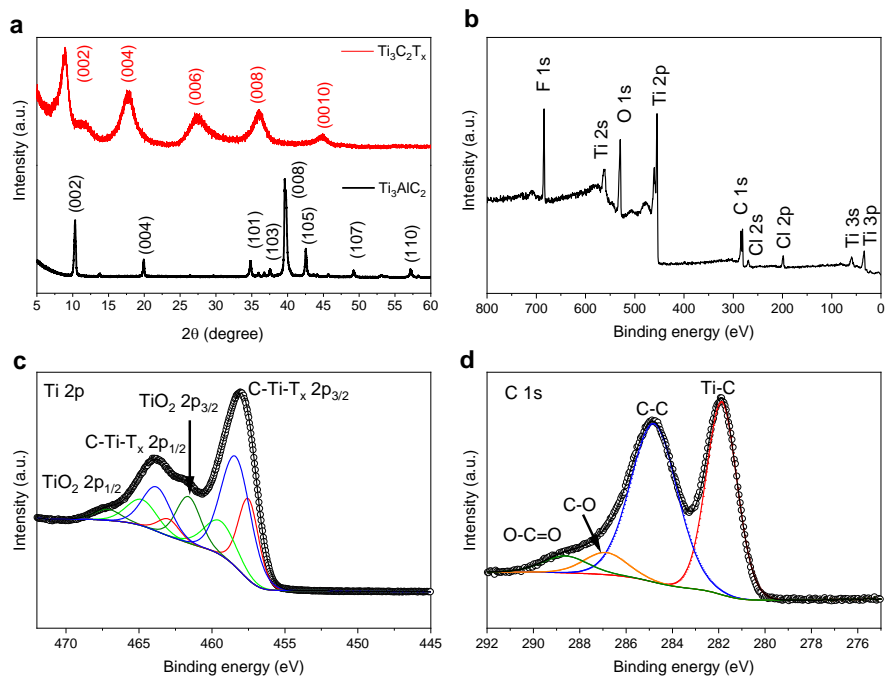 a
Ti₃C₂Tₓ
(002)
(004)
(006)
(008)
(0010)
Ti₃AlC₂
(002)
(004)
(101)
(103)
(008)
(105)
(107)
(110)
Intensity (a.u.)
5 10 15 20 25 30 35 40 45 50 55 60
2θ (degree)
b
F 1s
Ti 2s
O 1s
Ti 2p
C 1s
Cl 2s
Cl 2p
Ti 3s
Ti 3p
Intensity (a.u.)
800 700 600 500 400 300 200 100 0
Binding energy (eV)
c
Ti 2p
C-Ti-Tₓ 2p₃/₂
TiO₂ 2p₃/₂
C-Ti-Tₓ 2p₁/₂
TiO₂ 2p₁/₂
Intensity (a.u.)
470 465 460 455 450 445
Binding energy (eV)
d
C 1s
Ti-C
C-C
C-O
O-C=O
Intensity (a.u.)
292 290 288 286 284 282 280 278 276
Binding energy (eV)